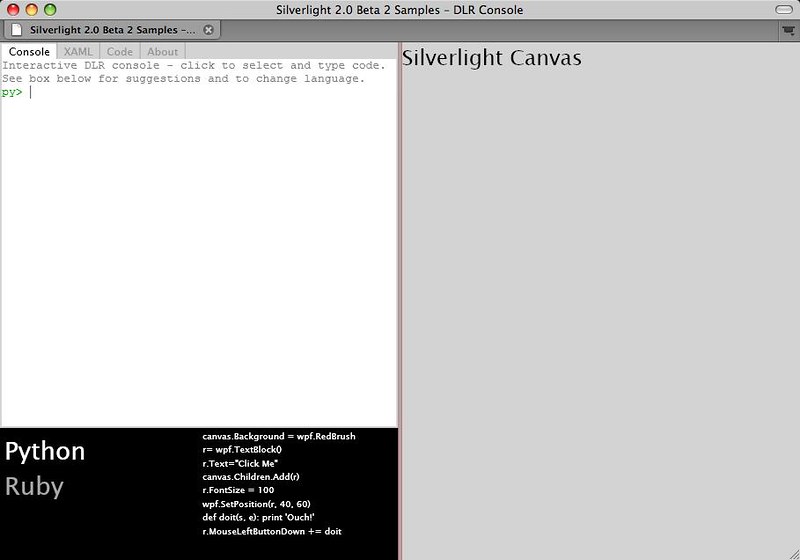 Silverlight 2.0 Beta 2 Samples – DLR Console
Silverlight 2.0 Beta 2 Samples –...
Console XAML Code About
Interactive DLR console - click to select and type code.
See box below for suggestions and to change language.
py>
Silverlight Canvas
Python
Ruby
canvas.Background = wpf.RedBrush
r= wpf.TextBlock()
r.Text="Click Me"
canvas.Children.Add(r)
r.FontSize = 100
wpf.SetPosition(r, 40, 60)
def doit(s, e): print 'Ouch!'
r.MouseLeftButtonDown += doit